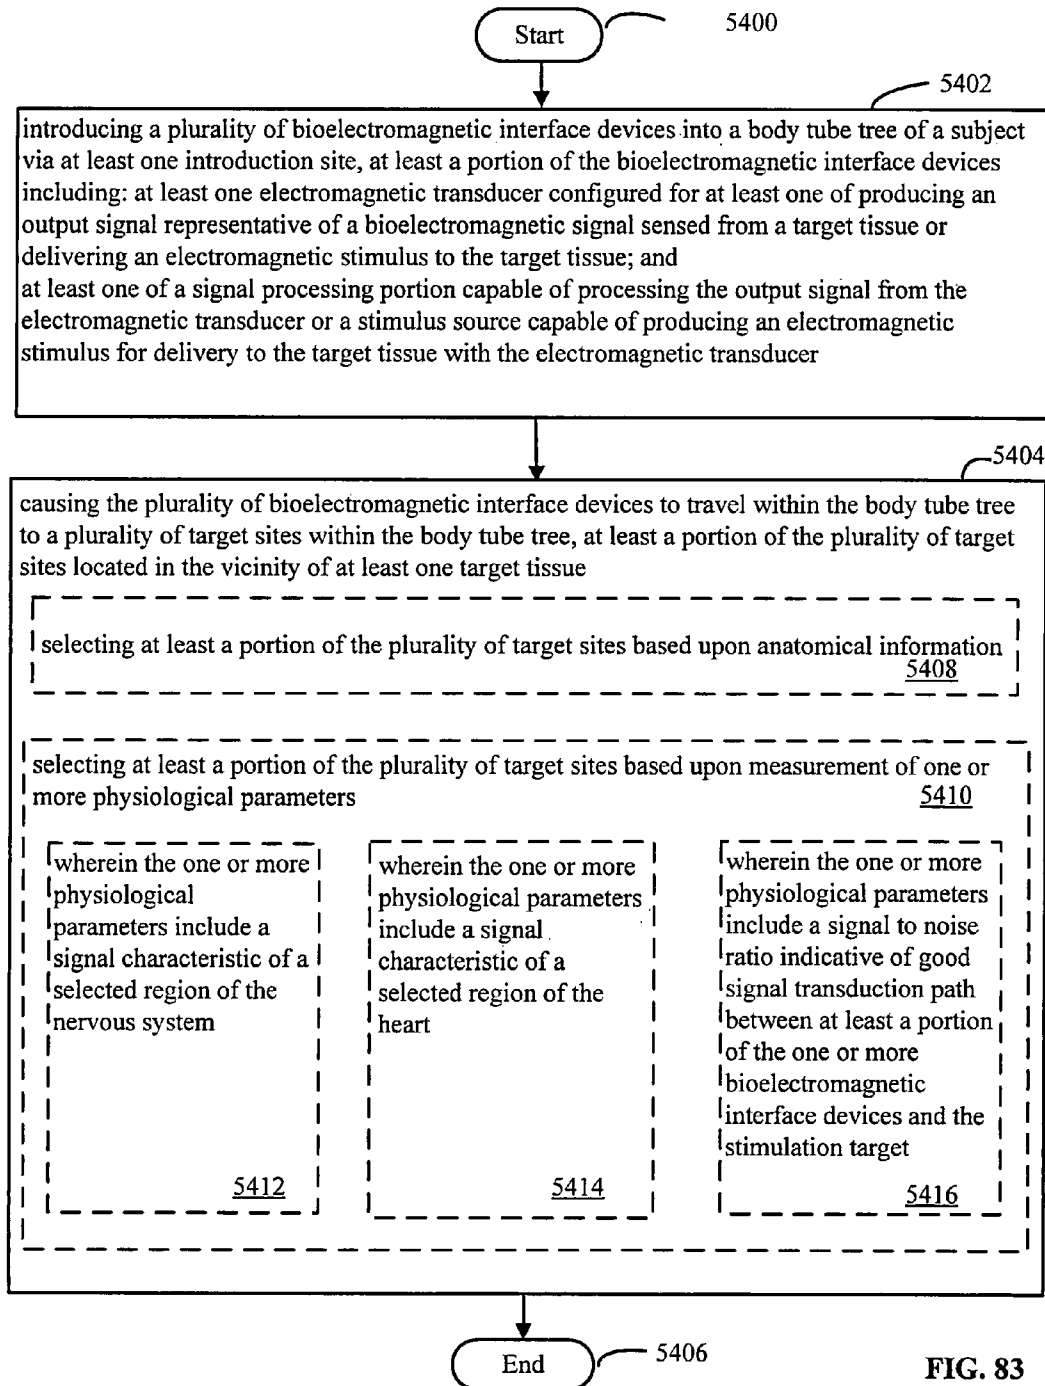 Start
5400
5402
introducing a plurality of bioelectromagnetic interface devices into a body tube tree of a subject
via at least one introduction site, at least a portion of the bioelectromagnetic interface devices
including: at least one electromagnetic transducer configured for at least one of producing an
output signal representative of a bioelectromagnetic signal sensed from a target tissue or
delivering an electromagnetic stimulus to the target tissue; and
at least one of a signal processing portion capable of processing the output signal from the
electromagnetic transducer or a stimulus source capable of producing an electromagnetic
stimulus for delivery to the target tissue with the electromagnetic transducer
5404
causing the plurality of bioelectromagnetic interface devices to travel within the body tube tree
to a plurality of target sites within the body tube tree, at least a portion of the plurality of target
sites located in the vicinity of at least one target tissue
selecting at least a portion of the plurality of target sites based upon anatomical information
5408
selecting at least a portion of the plurality of target sites based upon measurement of one or
more physiological parameters
5410
wherein the one or more
physiological
parameters include a
signal characteristic of a
selected region of the
nervous system
5412
wherein the one or more
physiological parameters
include a signal
characteristic of a
selected region of the
heart
5414
wherein the one or more
physiological parameters
include a signal to noise
ratio indicative of good
signal transduction path
between at least a portion
of the one or more
bioelectromagnetic
interface devices and the
stimulation target
5416
End
5406
FIG. 83